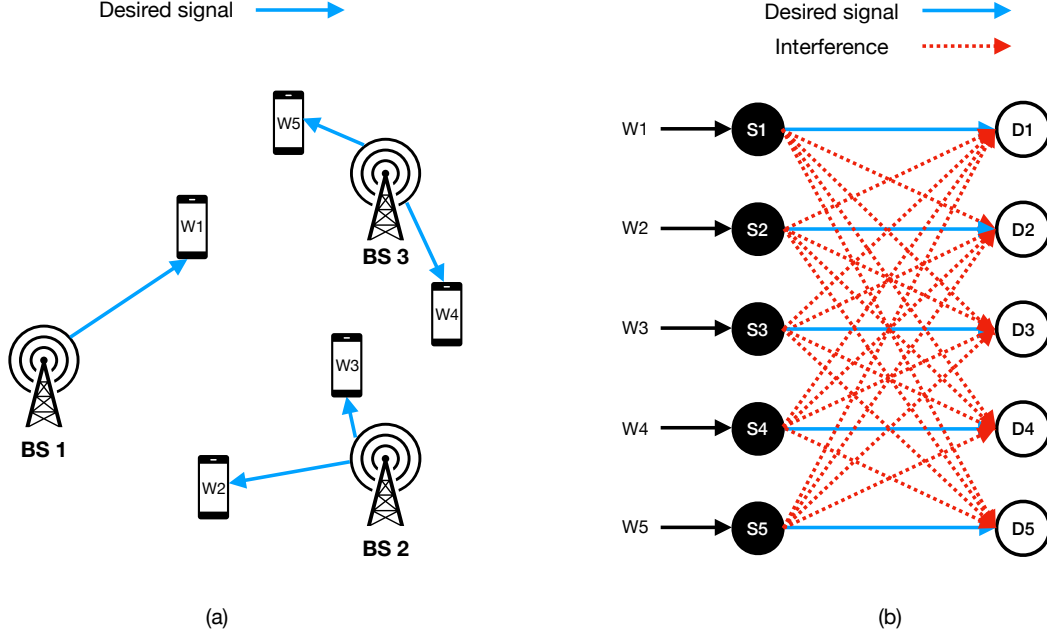 Desired signal
W5
W1
BS 3
W4
W3
BS 1
W2
BS 2
(a)
Desired signal
Interference
W1
S1
D1
W2
S2
D2
W3
S3
D3
W4
S4
D4
W5
S5
D5
(b)